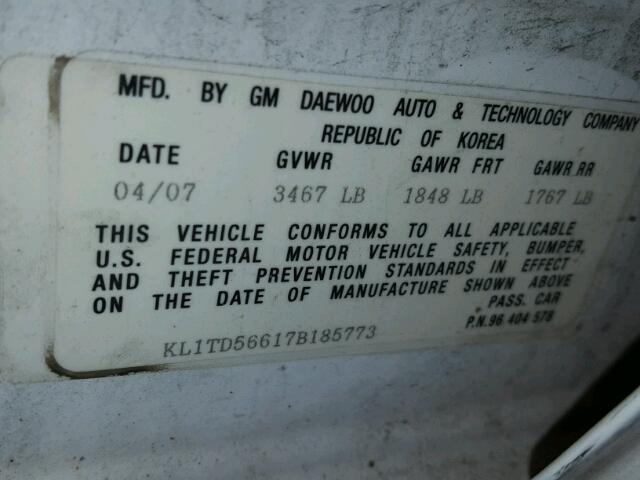 MFD. BY GM DAEWOO AUTO & TECHNOLOGY COMPANY
REPUBLIC OF KOREA
DATE GVWR GAWR FRT GAWR RR
04/07 3467 LB 1848 LB 1767 LB
THIS VEHICLE CONFORMS TO ALL APPLICABLE
U.S. FEDERAL MOTOR VEHICLE SAFETY, BUMPER,
AND THEFT PREVENTION STANDARDS IN EFFECT
ON THE DATE OF MANUFACTURE SHOWN ABOVE
PASS. CAR
P.N.96 404 578
KL1TD56617B185773